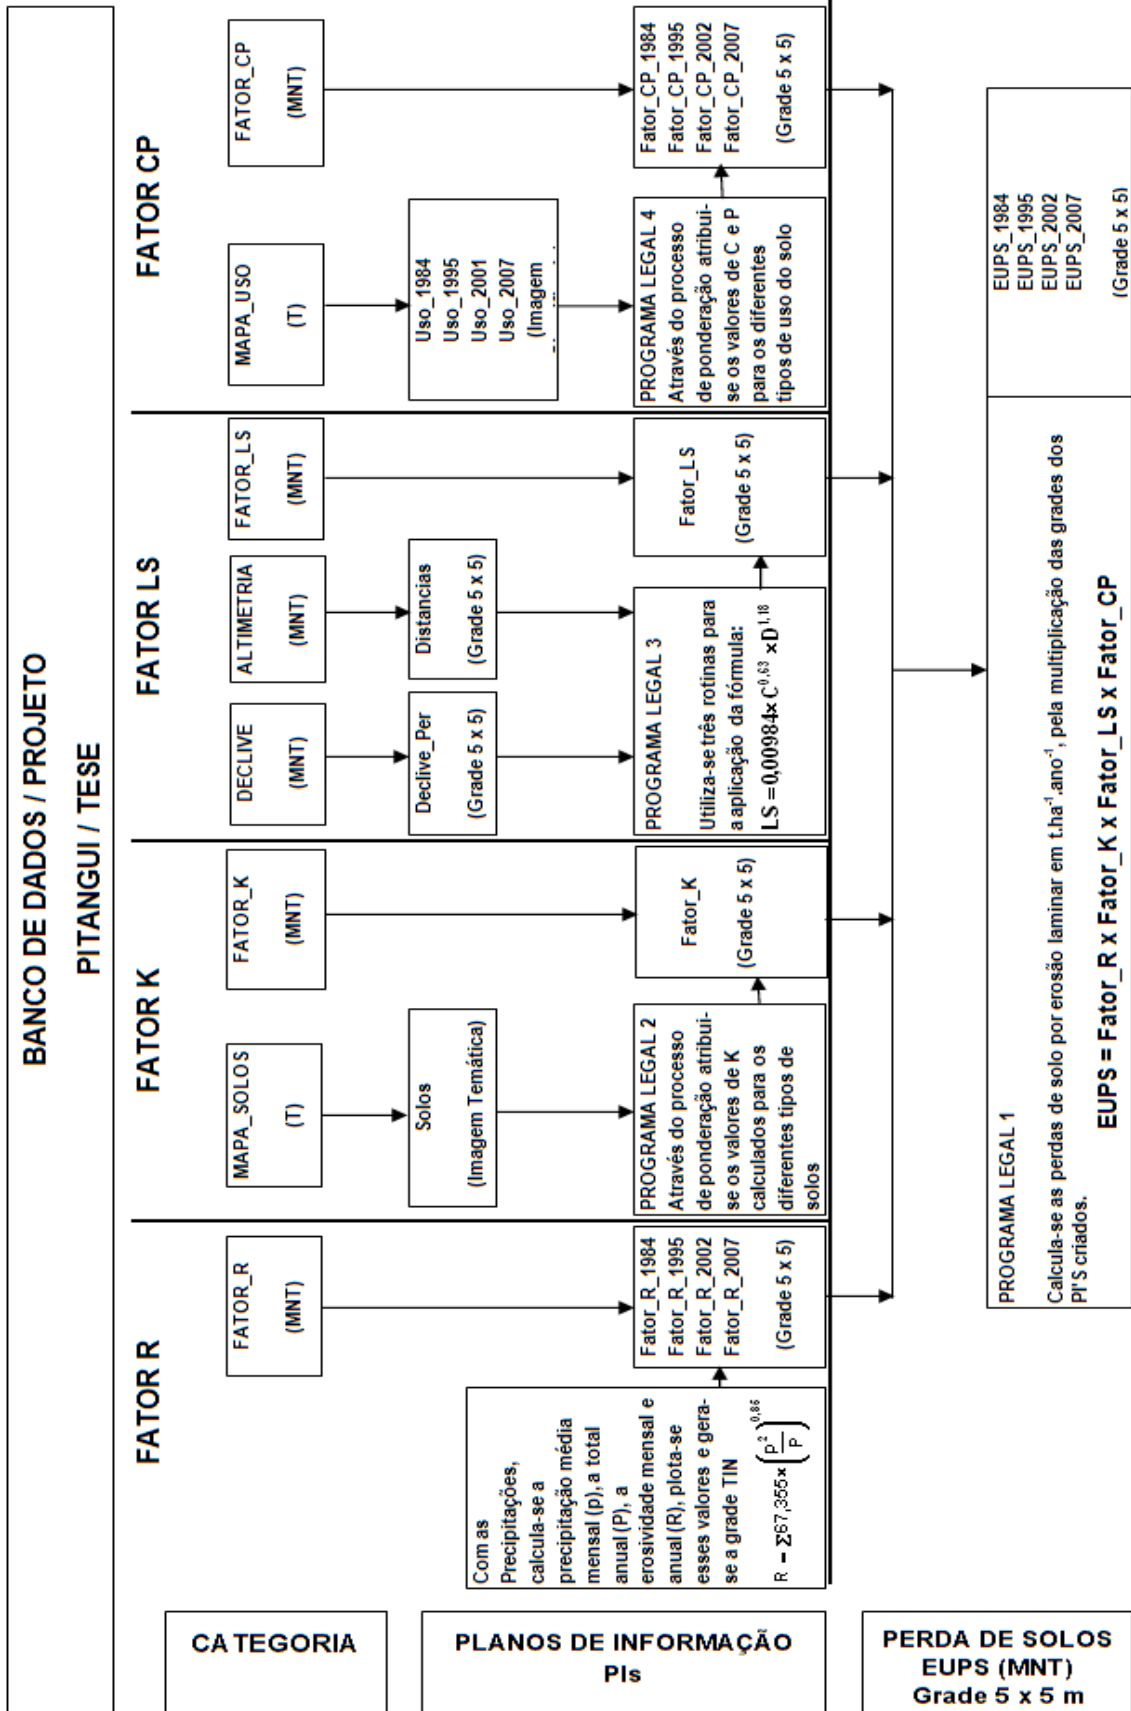 BANCO DE DADOS / PROJETO
PITANGUI / TESE
CATEGORIA
PLANOS DE INFORMAÇÃO
PIs
PERDA DE SOLOS
EUPS (MNT)
Grade 5 x 5 m
FATOR R
FATOR_R
(MNT)
Com as
Precipitações,
calcula-se a
precipitação média
mensal (p), a total
anual (P), a
erosividade mensal e
anual (R), plota-se
esses valores e gera-
se a grade TIN
R = Σ67,355x(p²/P)^0,85
Fator_R_1984
Fator_R_1995
Fator_R_2002
Fator_R_2007
(Grade 5 x 5)
FATOR K
MAPA_SOLOS
(T)
FATOR_K
(MNT)
Solos
(Imagem Temática)
PROGRAMA LEGAL 2
Através do processo
de ponderação atribui-
se os valores de K
calculados para os
diferentes tipos de
solos
Fator_K
(Grade 5 x 5)
FATOR LS
DECLIVE
(MNT)
ALTIMETRIA
(MNT)
FATOR_LS
(MNT)
Declive_Per
(Grade 5 x 5)
Distancias
(Grade 5 x 5)
PROGRAMA LEGAL 3
Utiliza-se três rotinas para
a aplicação da fórmula:
LS = 0,00984x C^0,63 xD^1,18
Fator_LS
(Grade 5 x 5)
FATOR CP
MAPA_USO
(T)
FATOR_CP
(MNT)
Uso_1984
Uso_1995
Uso_2001
Uso_2007
(Imagem
PROGRAMA LEGAL 4
Através do processo
de ponderação atribui-
se os valores de C e P
para os diferentes
tipos de uso do solo
Fator_CP_1984
Fator_CP_1995
Fator_CP_2002
Fator_CP_2007
(Grade 5 x 5)
PROGRAMA LEGAL 1
Calcula-se as perdas de solo por erosão laminar em t.ha⁻¹.ano⁻¹, pela multiplicação das grades dos
PI'S criados.
EUPS = Fator_R x Fator_K x Fator_LS x Fator_CP
EUPS_1984
EUPS_1995
EUPS_2002
EUPS_2007
(Grade 5 x 5)